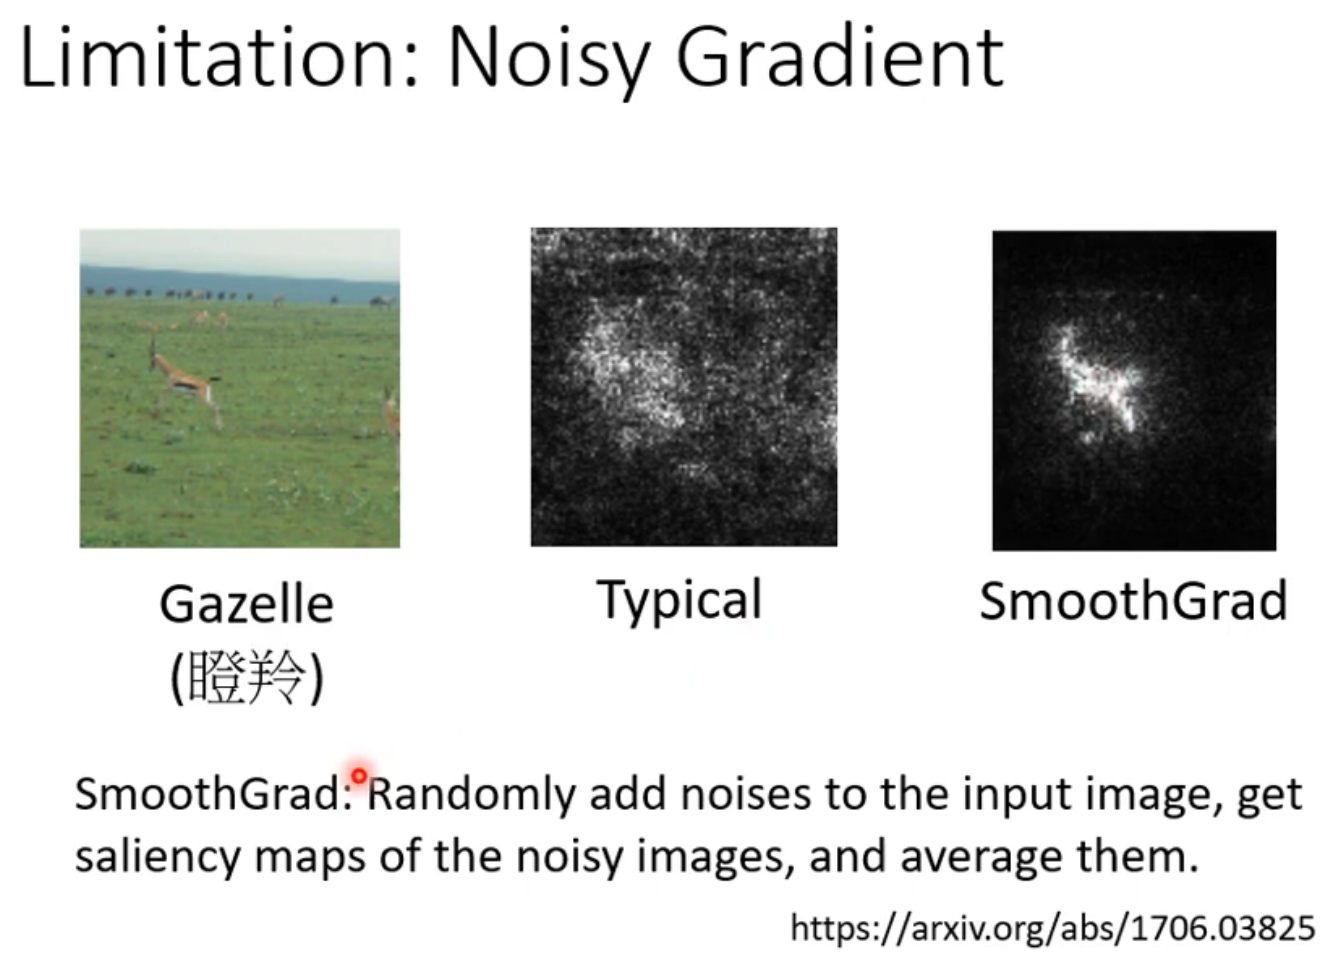 Limitation: Noisy Gradient
Gazelle
(瞪羚)
Typical
SmoothGrad
SmoothGrad: Randomly add noises to the input image, get
saliency maps of the noisy images, and average them.
https://arxiv.org/abs/1706.03825